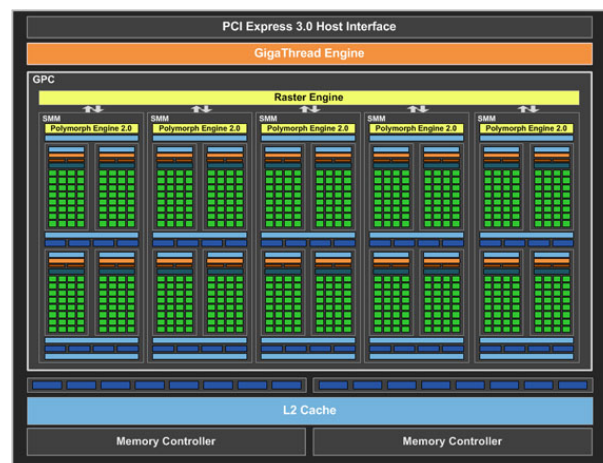 PCI Express 3.0 Host Interface
GigaThread Engine
GPC
Raster Engine
SMM SMM SMM SMM SMM
Polymorph Engine 2.0 Polymorph Engine 2.0 Polymorph Engine 2.0 Polymorph Engine 2.0 Polymorph Engine 2.0
L2 Cache
Memory Controller Memory Controller